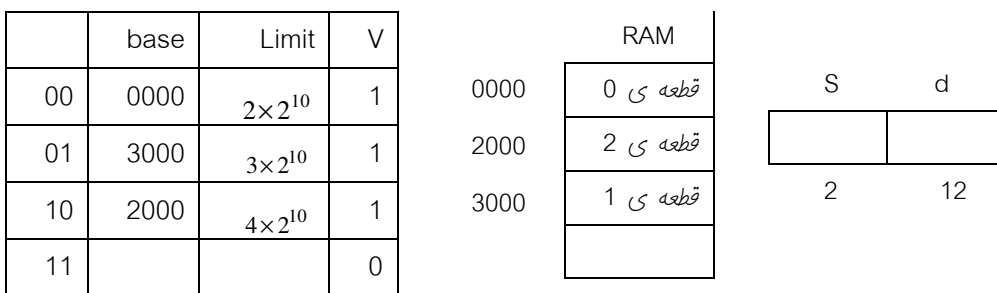 base Limit V
00 0000 2×2^10 1
01 3000 3×2^10 1
10 2000 4×2^10 1
11 0
RAM
0000 قطعه ی 0
2000 قطعه ی 2
3000 قطعه ی 1
S d
2 12